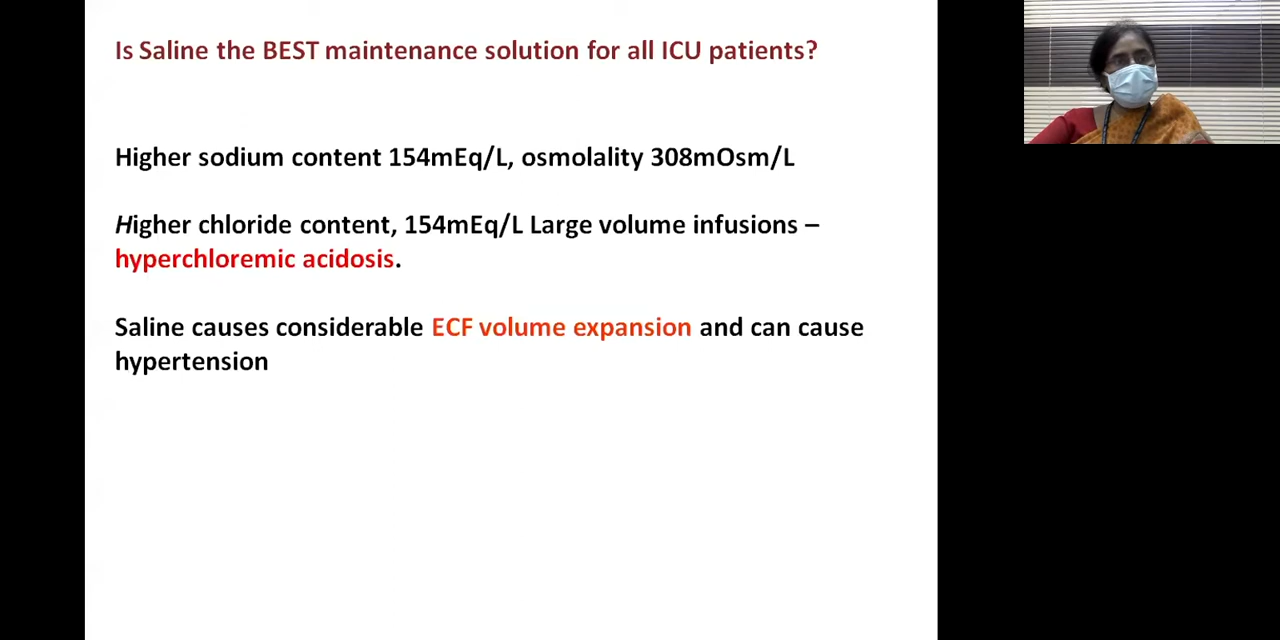 Is Saline the BEST maintenance solution for all ICU patients?
Higher sodium content 154mEq/L, osmolality 308mOsm/L
Higher chloride content, 154mEq/L Large volume infusions –
hyperchloremic acidosis.
Saline causes considerable ECF volume expansion and can cause
hypertension